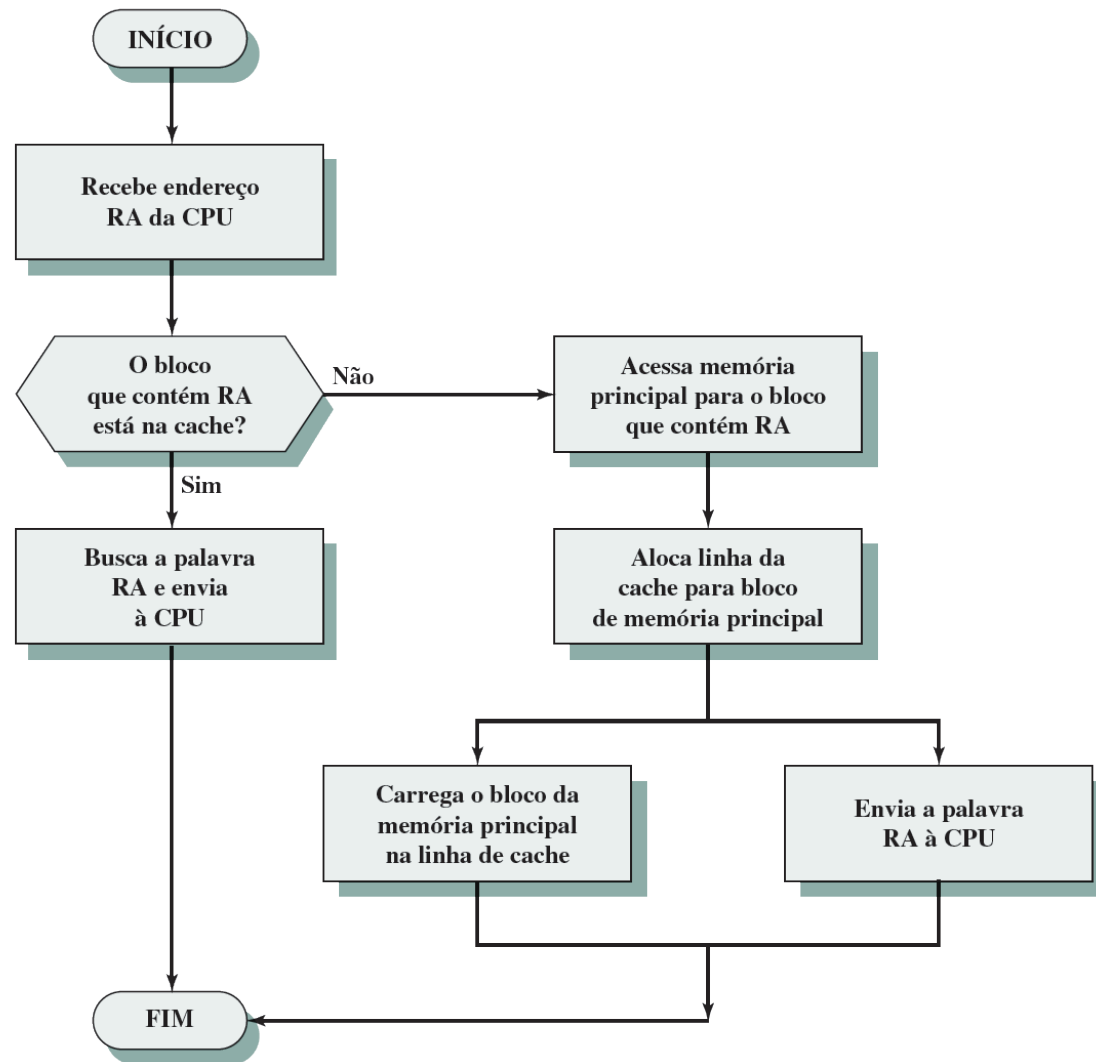 INÍCIO
Recebe endereço
RA da CPU
O bloco
que contém RA
está na cache?
Não
Acessa memória
principal para o bloco
que contém RA
Sim
Busca a palavra
RA e envia
à CPU
Aloca linha da
cache para bloco
de memória principal
Carrega o bloco da
memória principal
na linha de cache
Envia a palavra
RA à CPU
FIM